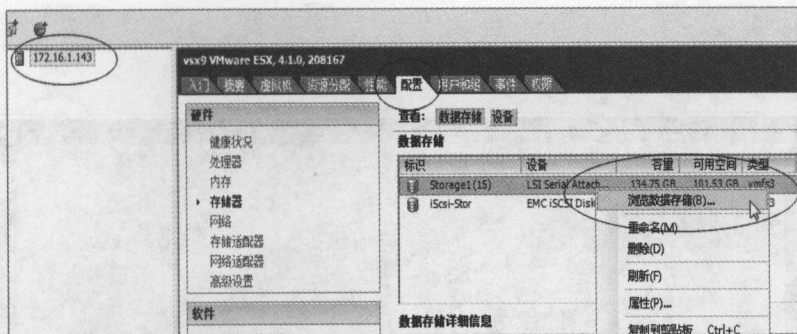 172.16.1.143
vsx9 VMware ESX, 4.1.0, 208167
入门 摘要 虚拟机 资源分配 性能 配置 用户和组 事件 权限
硬件
健康状况
处理器
内存
存储器
网络
存储适配器
网络适配器
高级设置
软件
查看: 数据存储 设备
数据存储
标识 设备 容量 可用空间 类型
Storage1 (15) LSI Serial Attach... 134.75 GB 101.53 GB vmfs3
iScsi-Stor EMC iSCSI Disk 3
浏览数据存储(B)...
重命名(M)
删除(D)
刷新(F)
属性(P)...
复制到剪贴板 Ctrl+C
数据存储详细信息